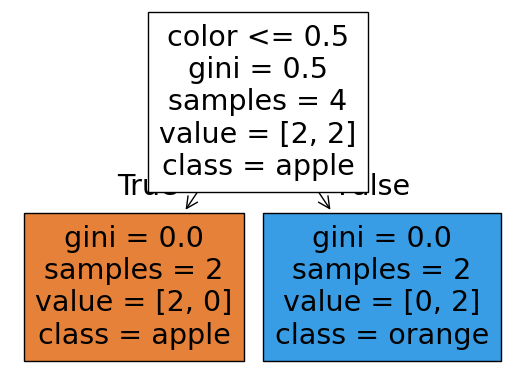 color <= 0.5
gini = 0.5
samples = 4
value = [2, 2]
class = apple
True
False
gini = 0.0
samples = 2
value = [2, 0]
class = apple
gini = 0.0
samples = 2
value = [0, 2]
class = orange